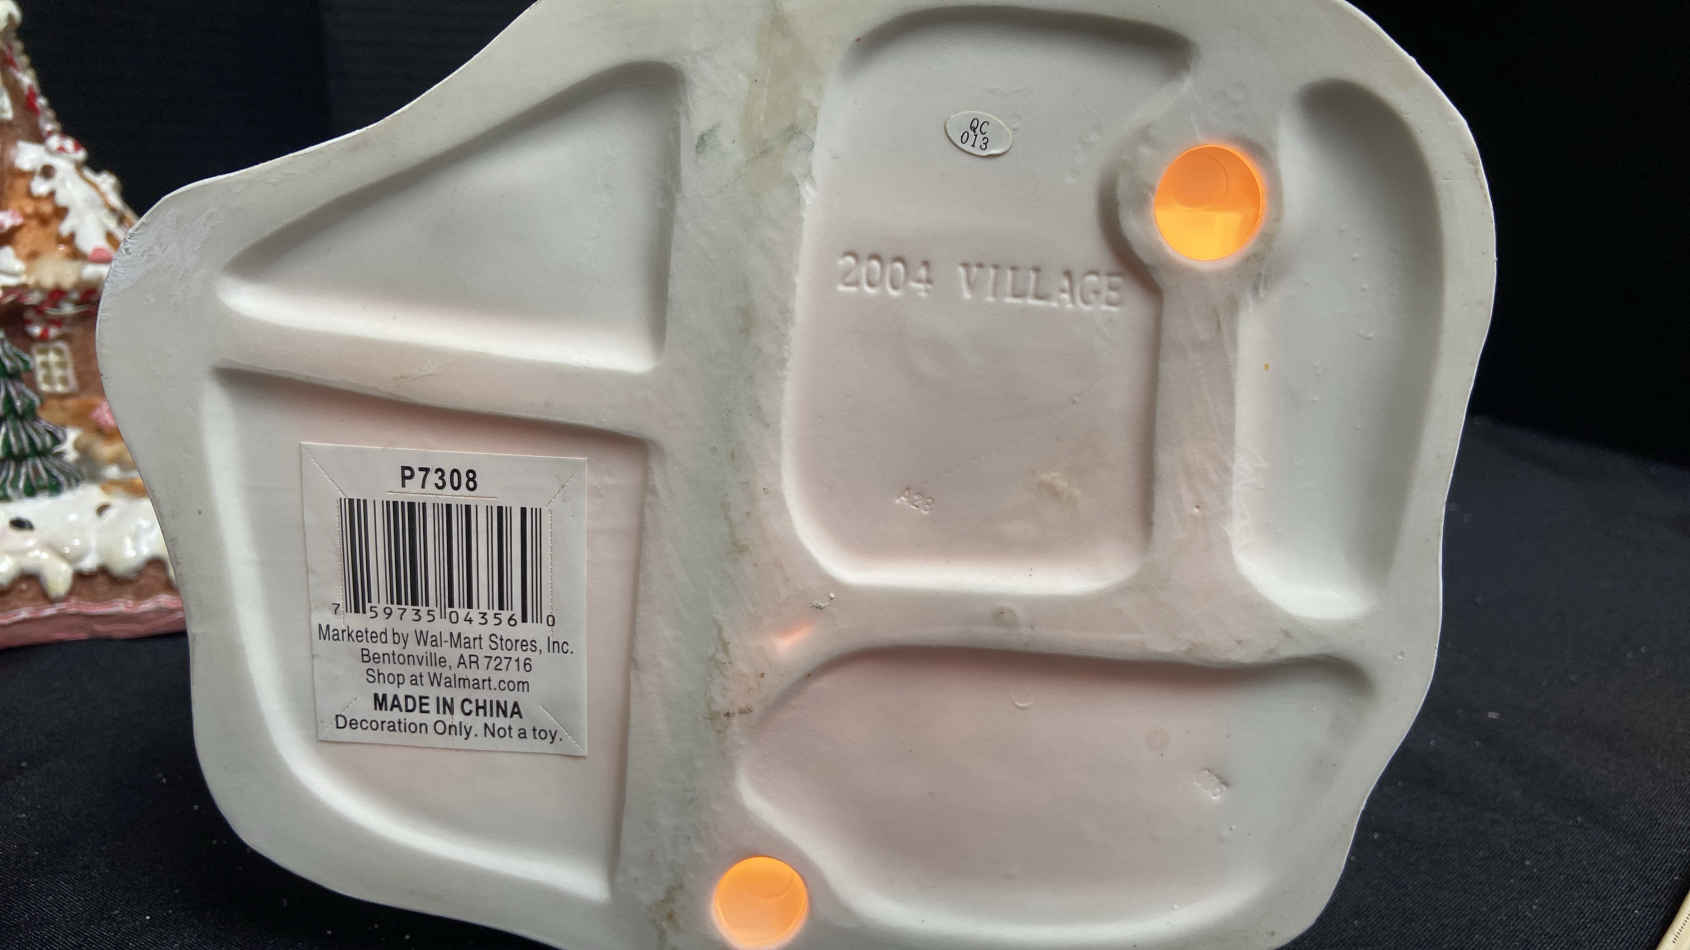 QC
013
2004 VILLAGE
A28
P7308
7 59735 04356 0
Marketed by Wal-Mart Stores, Inc.
Bentonville, AR 72716
Shop at Walmart.com
MADE IN CHINA
Decoration Only. Not a toy.